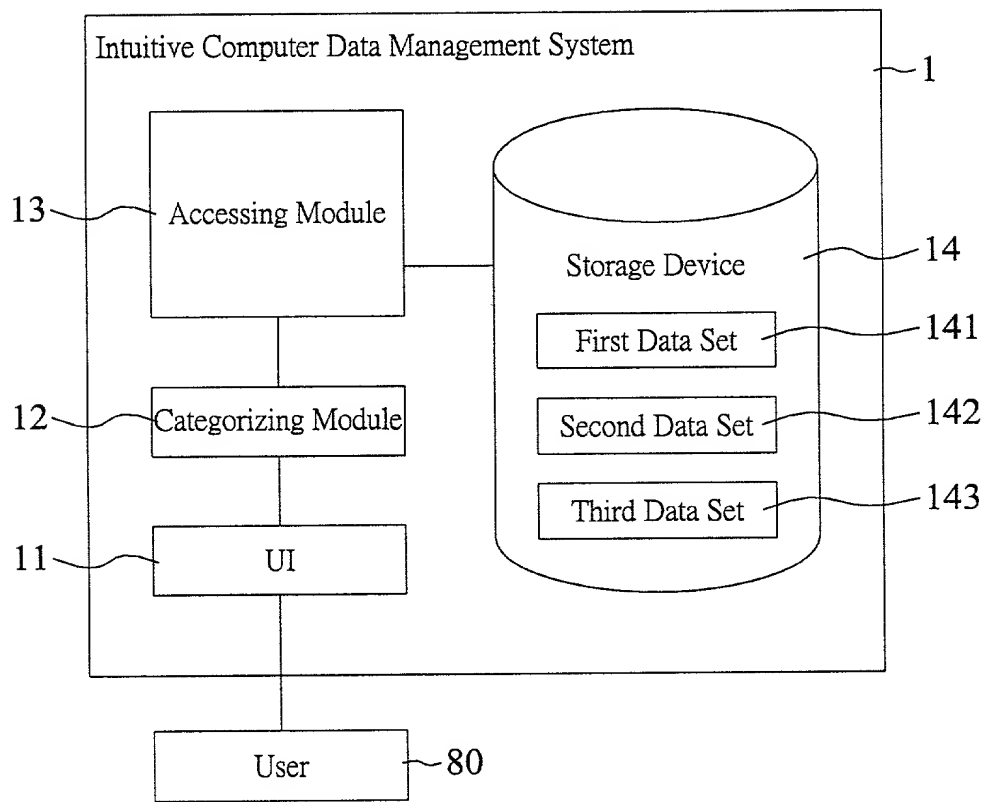 Intuitive Computer Data Management System
1
13
Accessing Module
Storage Device
14
First Data Set
141
12
Categorizing Module
Second Data Set
142
Third Data Set
143
11
UI
User
80